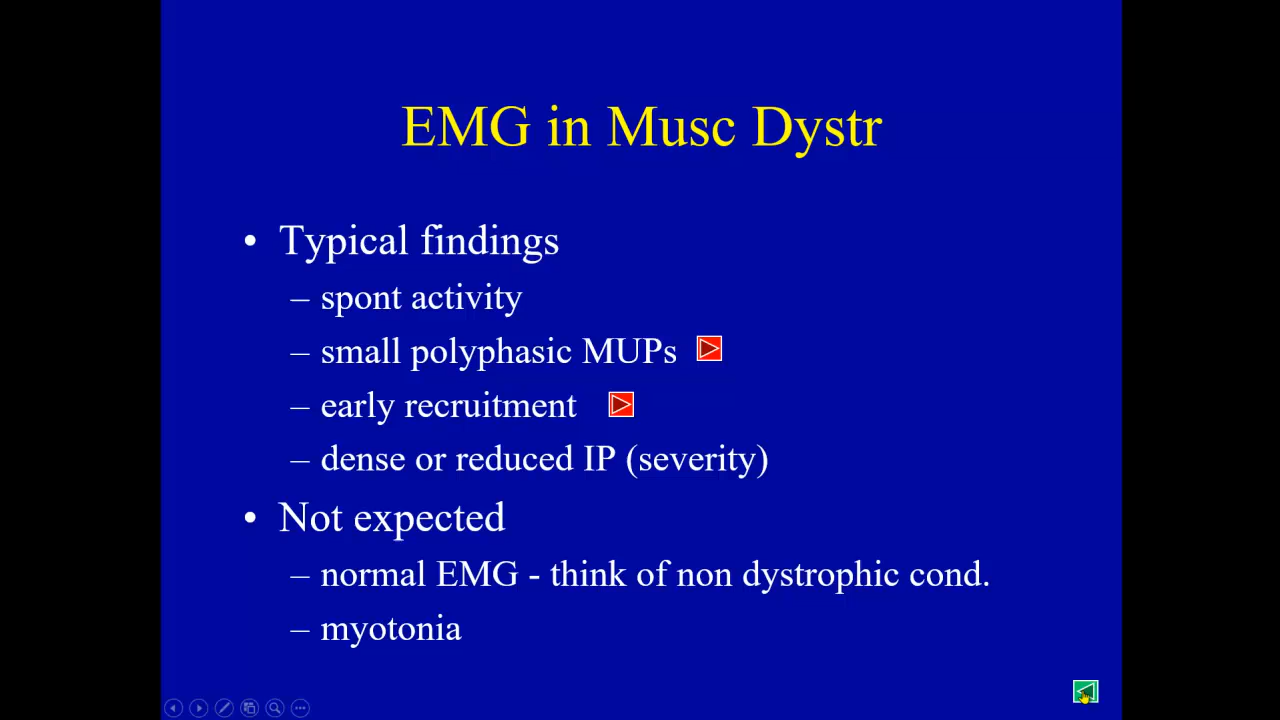 EMG in Musc Dystr
• Typical findings
– spont activity
– small polyphasic MUPs
– early recruitment
– dense or reduced IP (severity)
• Not expected
– normal EMG - think of non dystrophic cond.
– myotonia